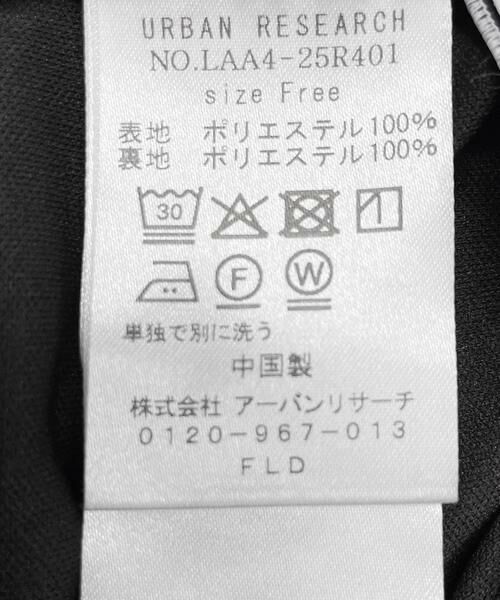 URBAN RESEARCH
NO.LAA4-25R401
size Free
表地 ポリエステル100%
裏地 ポリエステル100%
30
F W
単独で別に洗う
中国製
株式会社 アーバンリサーチ
0120-967-013
FLD